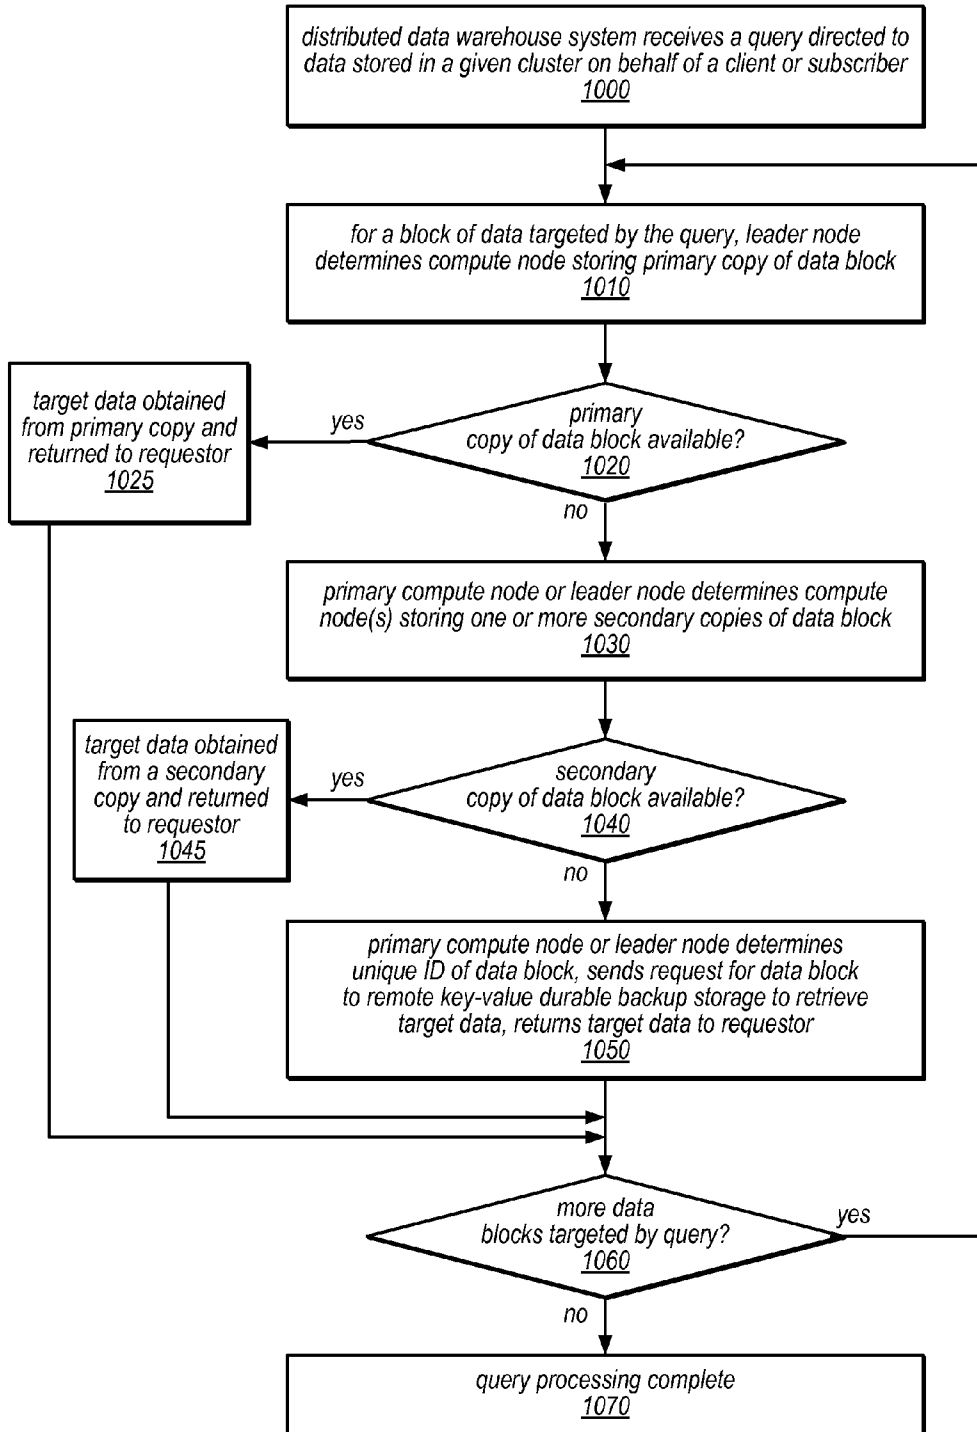 distributed data warehouse system receives a query directed to
data stored in a given cluster on behalf of a client or subscriber
1000
for a block of data targeted by the query, leader node
determines compute node storing primary copy of data block
1010
target data obtained
from primary copy and
returned to requestor
1025
yes
primary
copy of data block available?
1020
no
primary compute node or leader node determines compute
node(s) storing one or more secondary copies of data block
1030
target data obtained
from a secondary
copy and returned
to requestor
1045
yes
secondary
copy of data block available?
1040
no
primary compute node or leader node determines
unique ID of data block, sends request for data block
to remote key-value durable backup storage to retrieve
target data, returns target data to requestor
1050
more data
blocks targeted by query?
1060
yes
no
query processing complete
1070